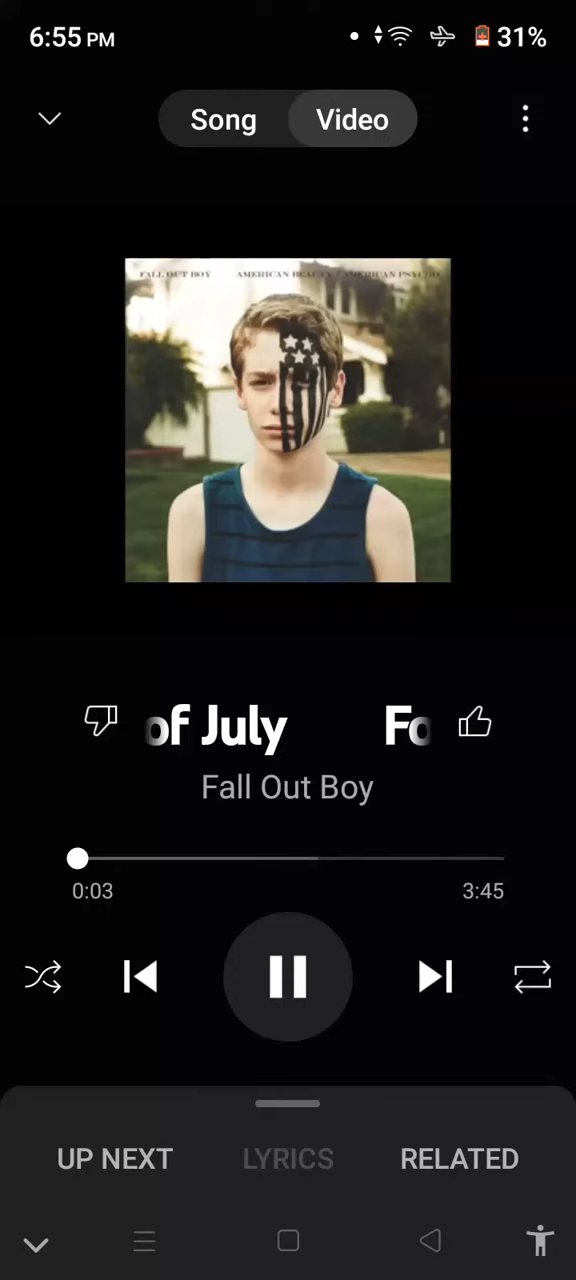 6:55 PM 31%
Song Video
FALL OUT BOY AMERICAN BEAUTY / AMERICAN PSYCHO
of July Fo
Fall Out Boy
0:03 3:45
UP NEXT LYRICS RELATED